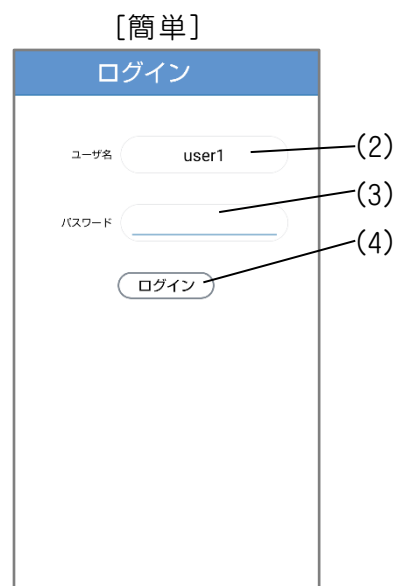 [簡単]
ログイン
ユーザ名 user1 (2)
パスワード (3)
(4)
ログイン